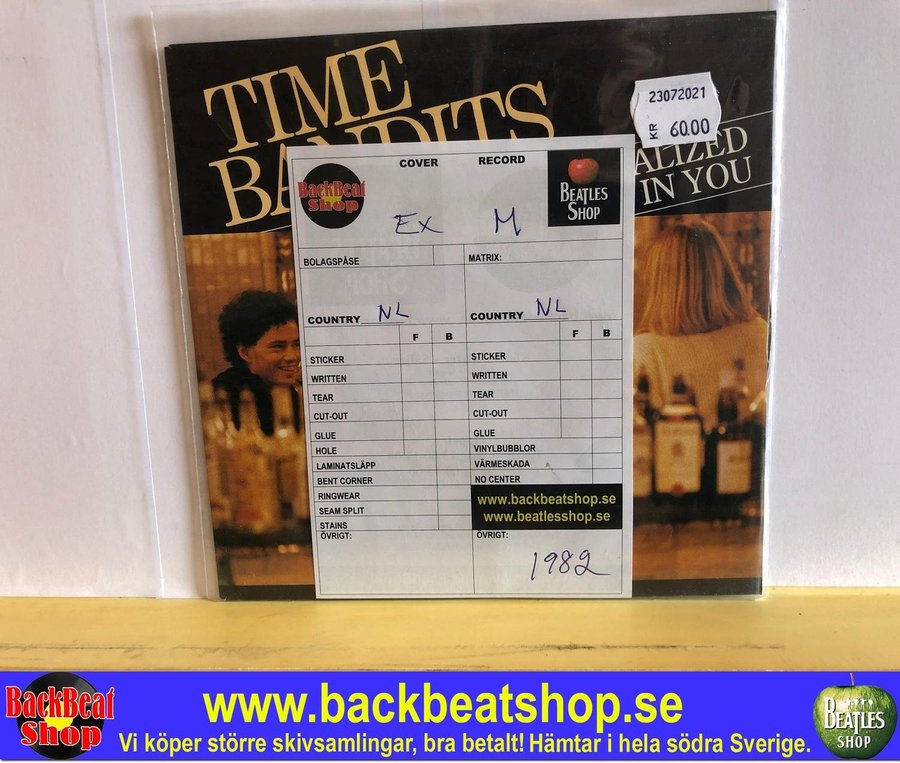 TIME
BANDITS
ALIZED
IN YOU
23072021
KR 60.00
BackBeat
Shop
COVER
RECORD
BEATLES
SHOP
EX
M
BOLAGSPÅSE
MATRIX:
COUNTRY NL
COUNTRY NL
F B
F B
STICKER
STICKER
WRITTEN
WRITTEN
TEAR
TEAR
CUT-OUT
CUT-OUT
GLUE
GLUE
HOLE
VINYLBUBBLOR
LAMINATSLÄPP
VÄRMESKADA
BENT CORNER
NO CENTER
RINGWEAR
www.backbeatshop.se
SEAM SPLIT
www.beatlesshop.se
STAINS
ÖVRIGT:
ÖVRIGT:
1982
BackBeat
Shop
www.backbeatshop.se
Vi köper större skivsamlingar, bra betalt! Hämtar i hela södra Sverige.
BEATLES
SHOP